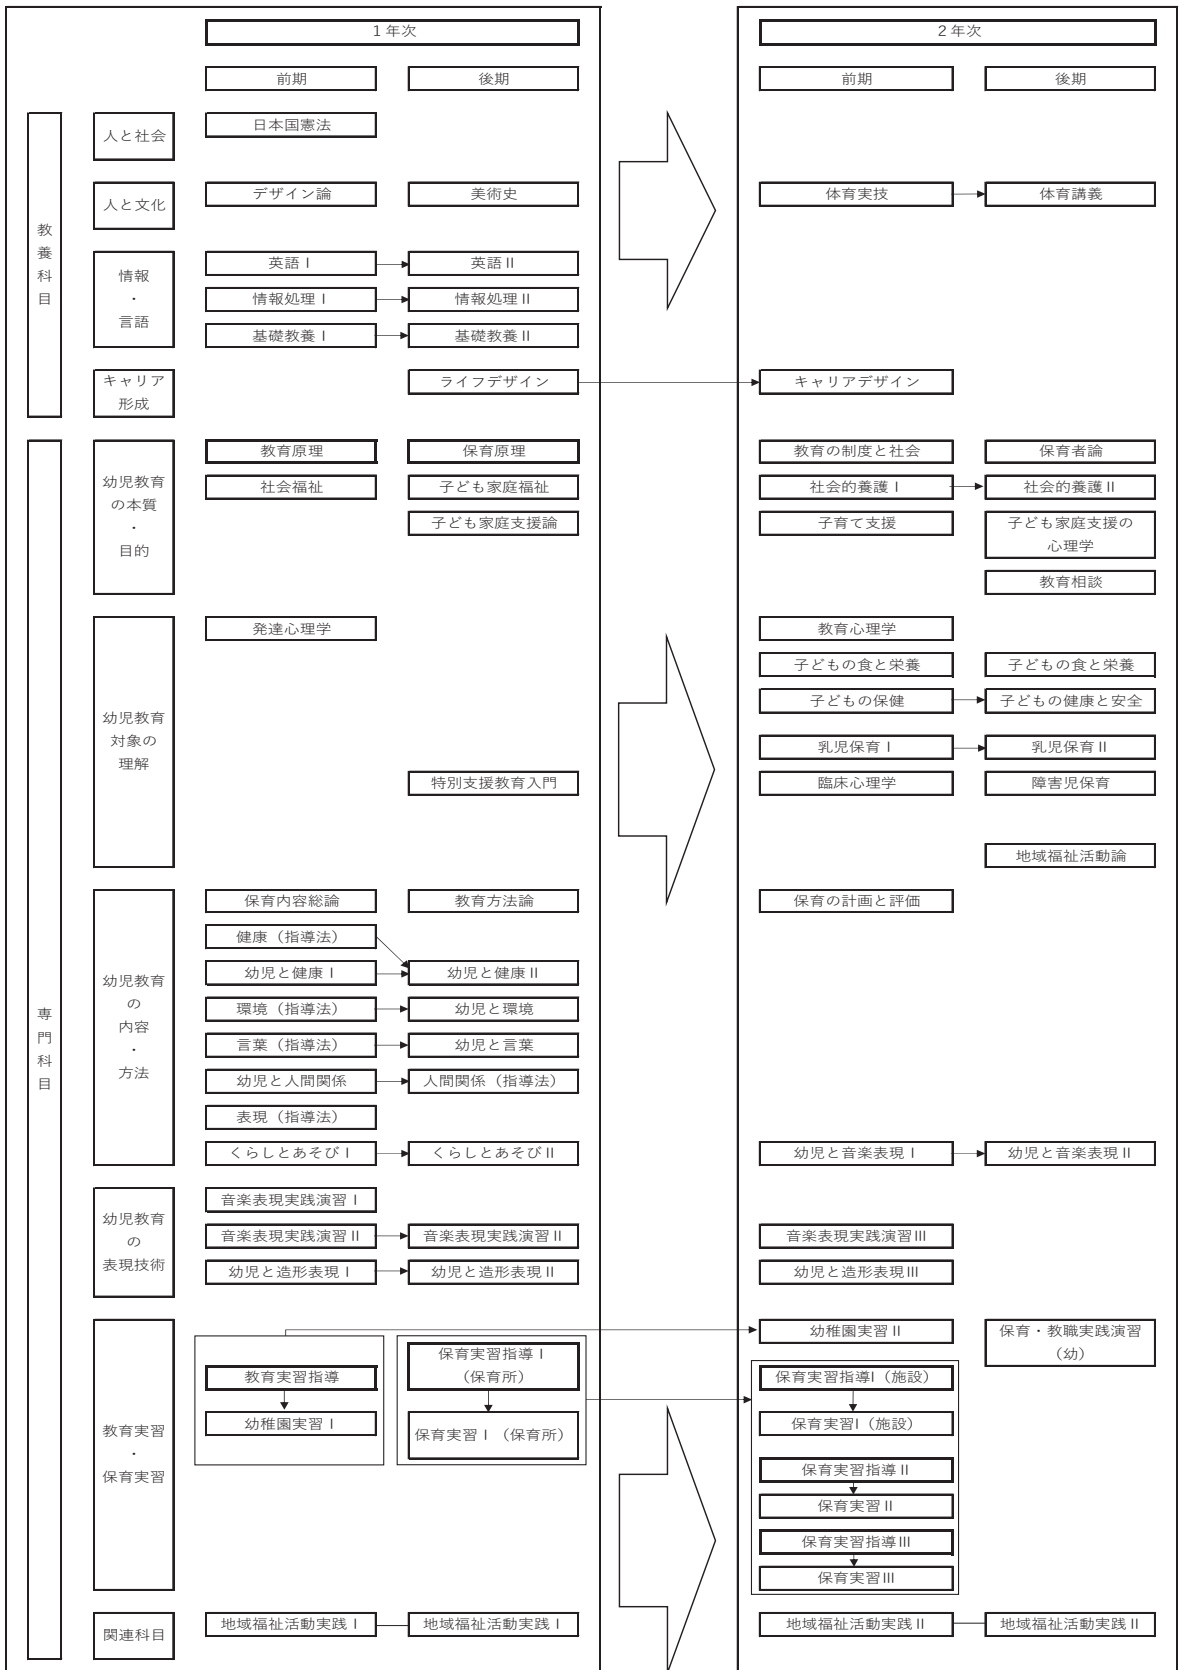 1年次
2年次
前期
後期
前期
後期
教養科目
人と社会
日本国憲法
人と文化
デザイン論
美術史
体育実技
体育講義
情報
・
言語
英語Ⅰ
英語Ⅱ
情報処理Ⅰ
情報処理Ⅱ
基礎教養Ⅰ
基礎教養Ⅱ
キャリア
形成
ライフデザイン
キャリアデザイン
専門科目
幼児教育
の本質
・
目的
教育原理
保育原理
教育の制度と社会
保育者論
社会福祉
子ども家庭福祉
社会的養護Ⅰ
社会的養護Ⅱ
子ども家庭支援論
子育て支援
子ども家庭支援の
心理学
教育相談
幼児教育
対象の
理解
発達心理学
教育心理学
子どもの食と栄養
子どもの食と栄養
子どもの保健
子どもの健康と安全
乳児保育Ⅰ
乳児保育Ⅱ
特別支援教育入門
臨床心理学
障害児保育
地域福祉活動論
幼児教育
の
内容
・
方法
保育内容総論
教育方法論
保育の計画と評価
健康（指導法）
幼児と健康Ⅰ
幼児と健康Ⅱ
環境（指導法）
幼児と環境
言葉（指導法）
幼児と言葉
幼児と人間関係
人間関係（指導法）
表現（指導法）
くらしとあそびⅠ
くらしとあそびⅡ
幼児と音楽表現Ⅰ
幼児と音楽表現Ⅱ
幼児教育
の
表現技術
音楽表現実践演習Ⅰ
音楽表現実践演習Ⅱ
音楽表現実践演習Ⅱ
音楽表現実践演習Ⅲ
幼児と造形表現Ⅰ
幼児と造形表現Ⅱ
幼児と造形表現Ⅲ
教育実習
・
保育実習
幼稚園実習Ⅱ
保育・教職実践演習
（幼）
教育実習指導
幼稚園実習Ⅰ
保育実習指導Ⅰ
（保育所）
保育実習Ⅰ（保育所）
保育実習指導Ⅰ（施設）
保育実習Ⅰ（施設）
保育実習指導Ⅱ
保育実習Ⅱ
保育実習指導Ⅲ
保育実習Ⅲ
関連科目
地域福祉活動実践Ⅰ
地域福祉活動実践Ⅰ
地域福祉活動実践Ⅱ
地域福祉活動実践Ⅱ